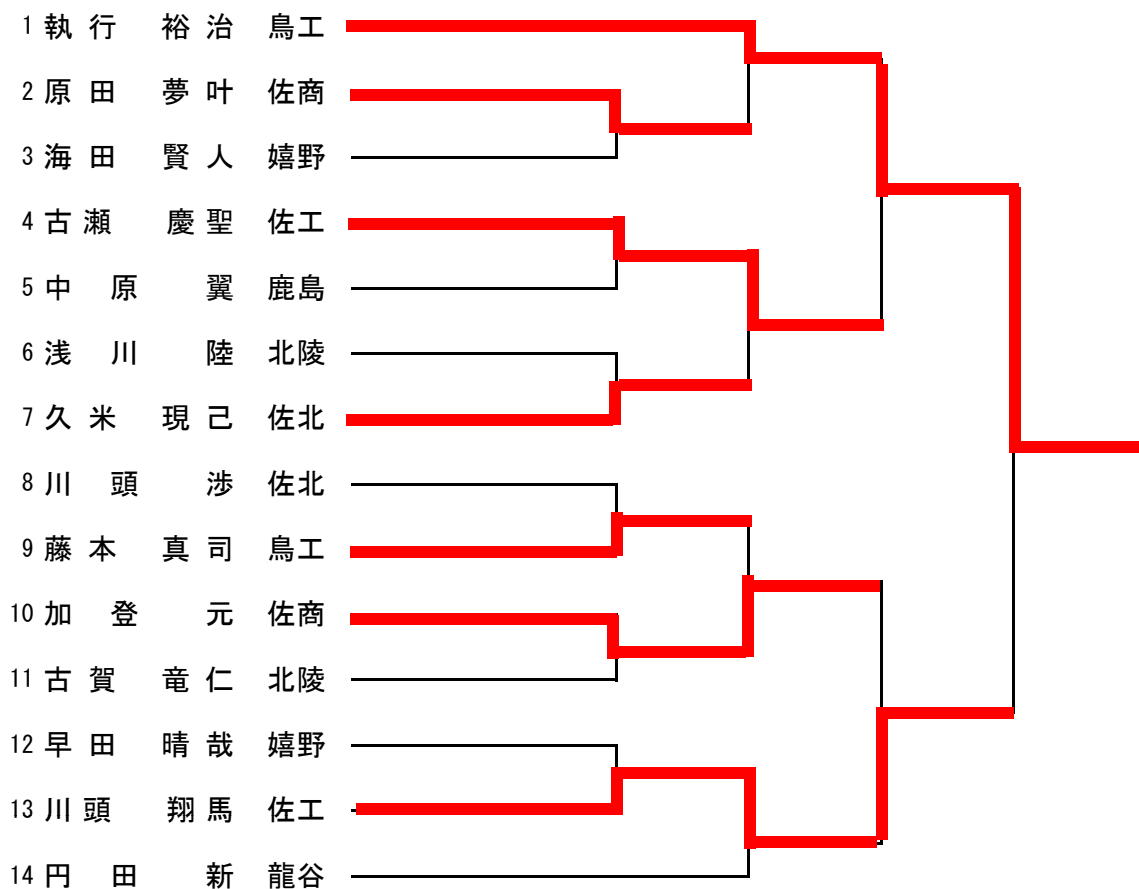 1 執行 裕治 鳥工
2 原田 夢叶 佐商
3 海田 賢人 嬉野
4 古瀬 慶聖 佐工
5 中原 翼 鹿島
6 浅川 陸 北陵
7 久米 現己 佐北
8 川頭 渉 佐北
9 藤本 真司 鳥工
10 加登 元 佐商
11 古賀 竜仁 北陵
12 早田 晴哉 嬉野
13 川頭 翔馬 佐工
14 円田 新 龍谷